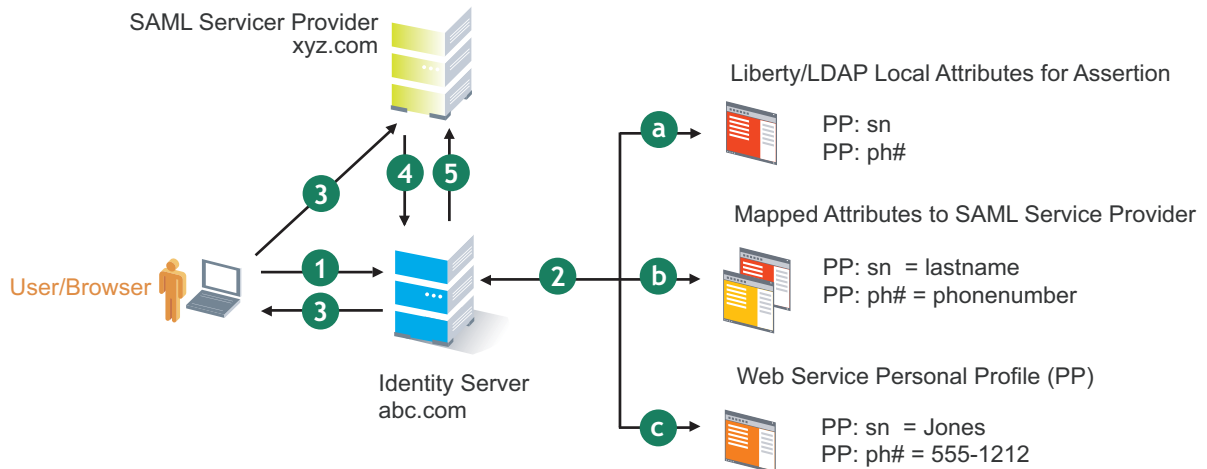 SAML Servicer Provider
xyz.com
Liberty/LDAP Local Attributes for Assertion
a
PP: sn
PP: ph#
4
5
3
Mapped Attributes to SAML Service Provider
User/Browser
1
2
b
PP: sn = lastname
PP: ph# = phonenumber
3
Identity Server
abc.com
Web Service Personal Profile (PP)
c
PP: sn = Jones
PP: ph# = 555-1212